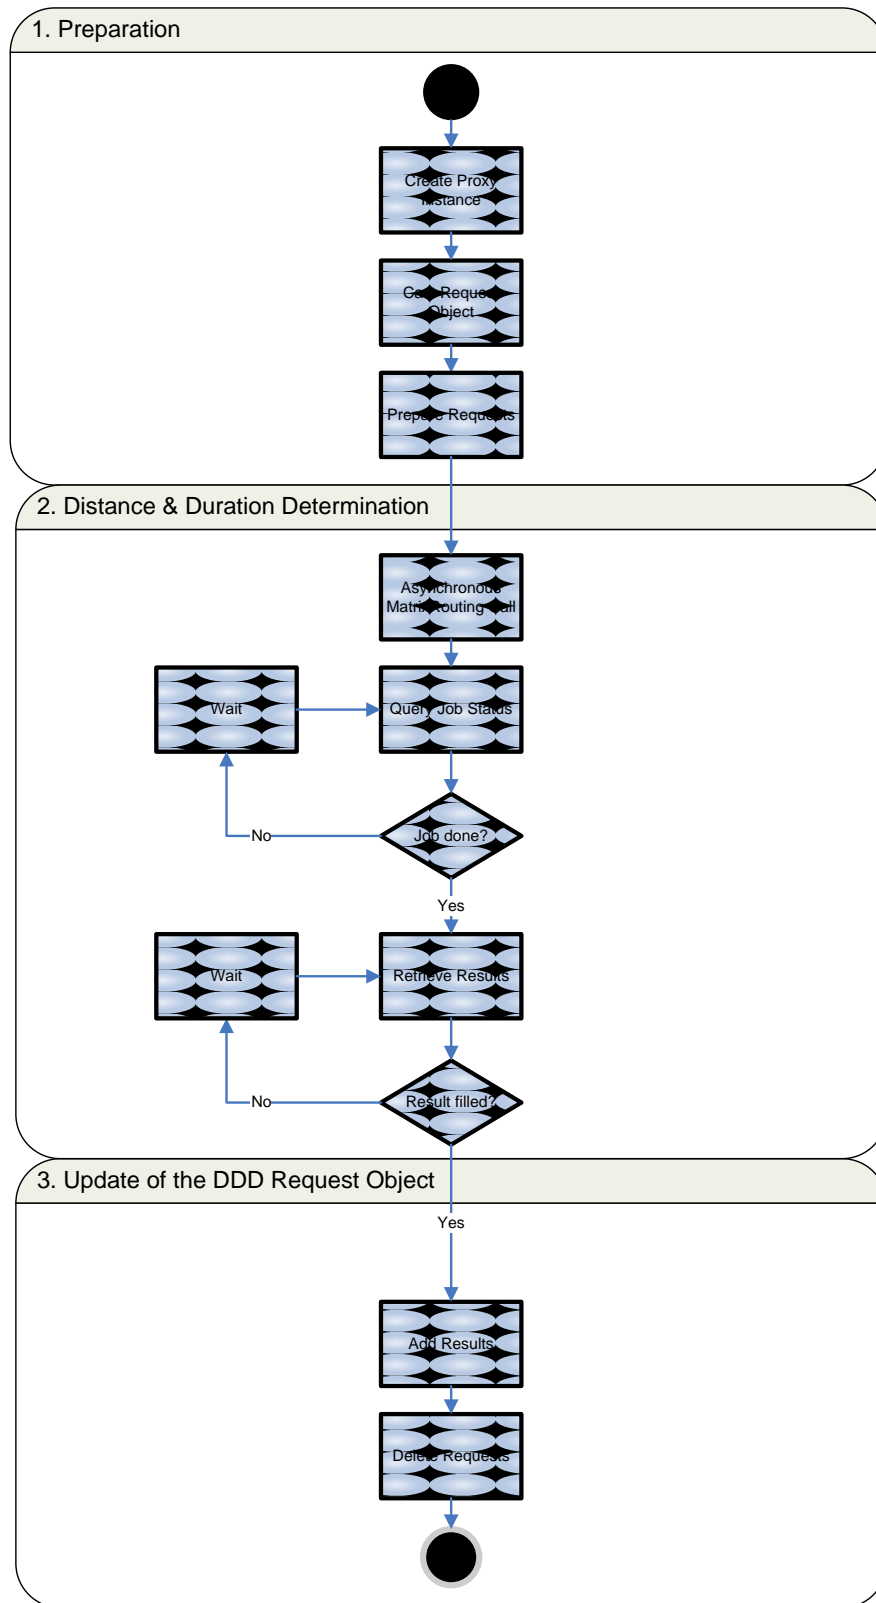 1. Preparation
Create Proxy
Instance
Request
Object
Prepare Requests
2. Distance & Duration Determination
Asynchronous
Matrix Routing Call
Wait
Query Job Status
No
Job done?
Yes
Wait
Retrieve Results
No
Result filled?
3. Update of the DDD Request Object
Yes
Add Results
Delete Requests